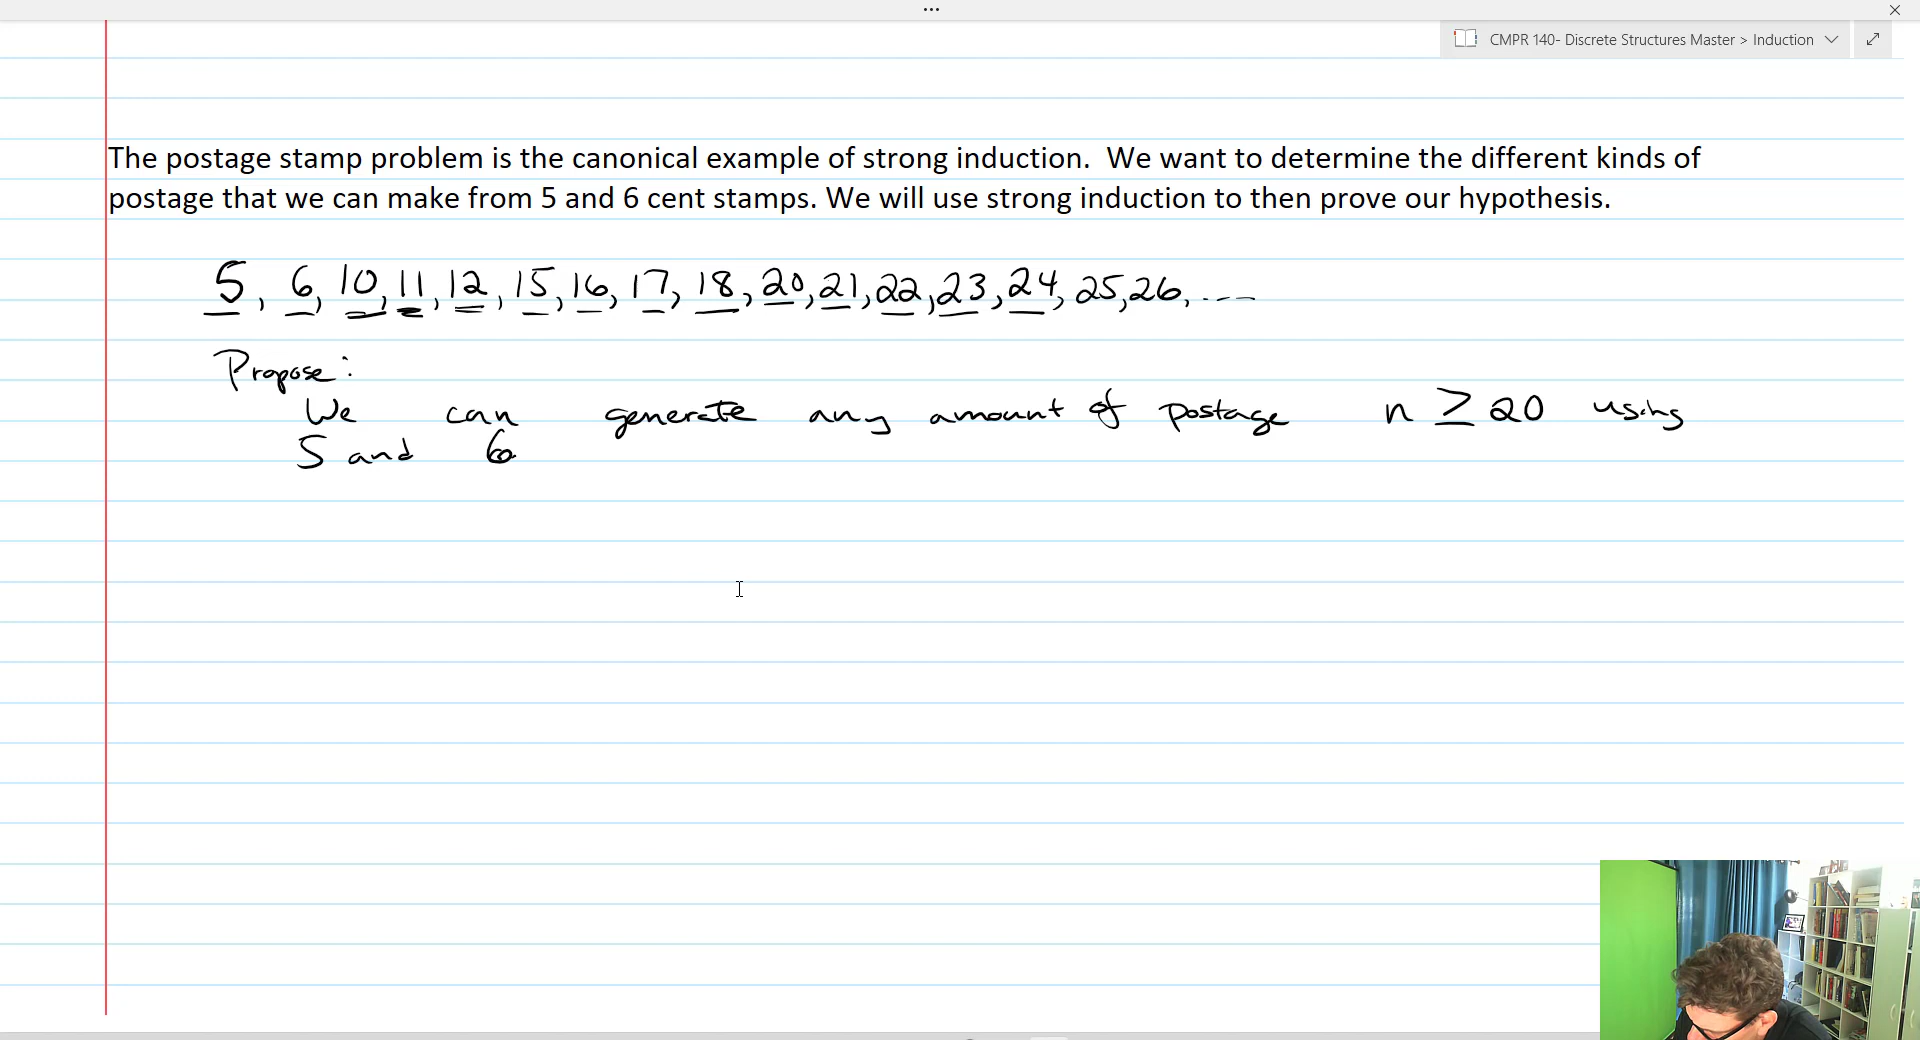 CMPR 140- Discrete Structures Master > Induction
The postage stamp problem is the canonical example of strong induction. We want to determine the different kinds of
postage that we can make from 5 and 6 cent stamps. We will use strong induction to then prove our hypothesis.
5, 6, 10, 11, 12, 15, 16, 17, 18, 20, 21, 22, 23, 24, 25, 26, ....
Propose:
We can generate any amount of postage n ≥ 20 using
5 and 6